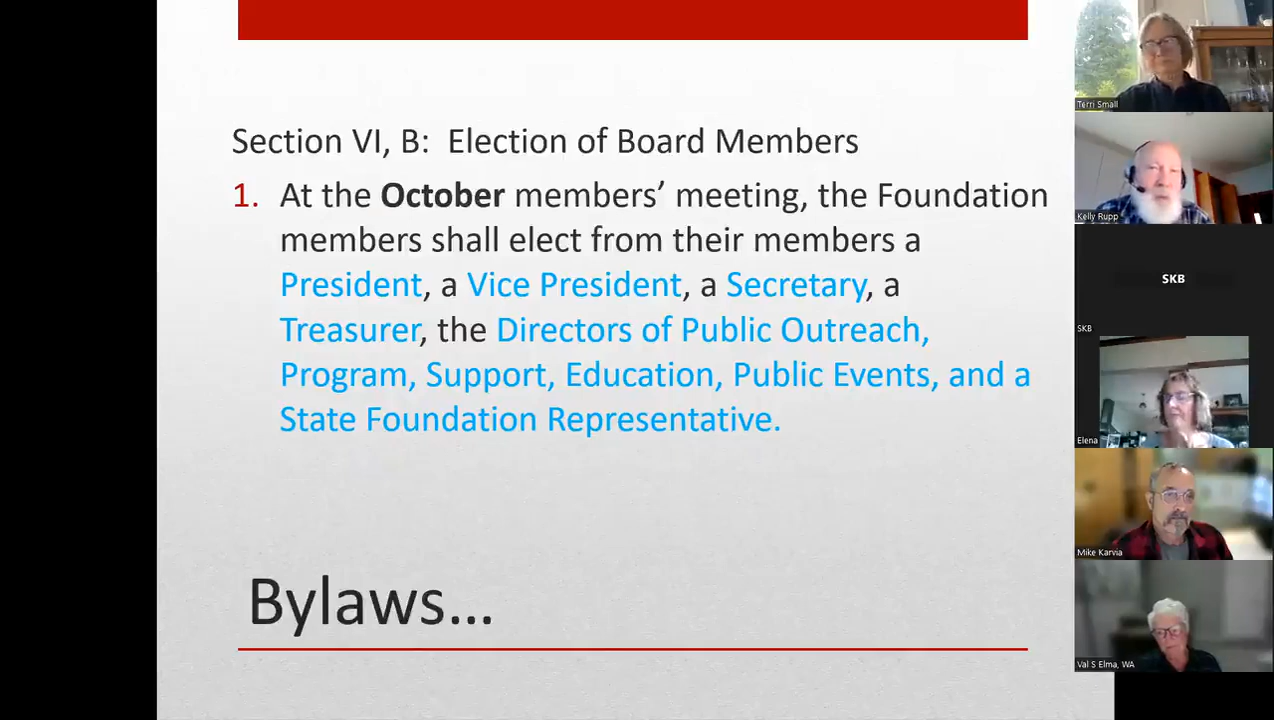 Section VI, B:  Election of Board Members
1. At the October members’ meeting, the Foundation
members shall elect from their members a
President, a Vice President, a Secretary, a
Treasurer, the Directors of Public Outreach,
Program, Support, Education, Public Events, and a
State Foundation Representative.
Bylaws…
Terri Small
Kelly Rupp
SKB
SKB
Elena
Mike Karvia
Val S Elma, WA